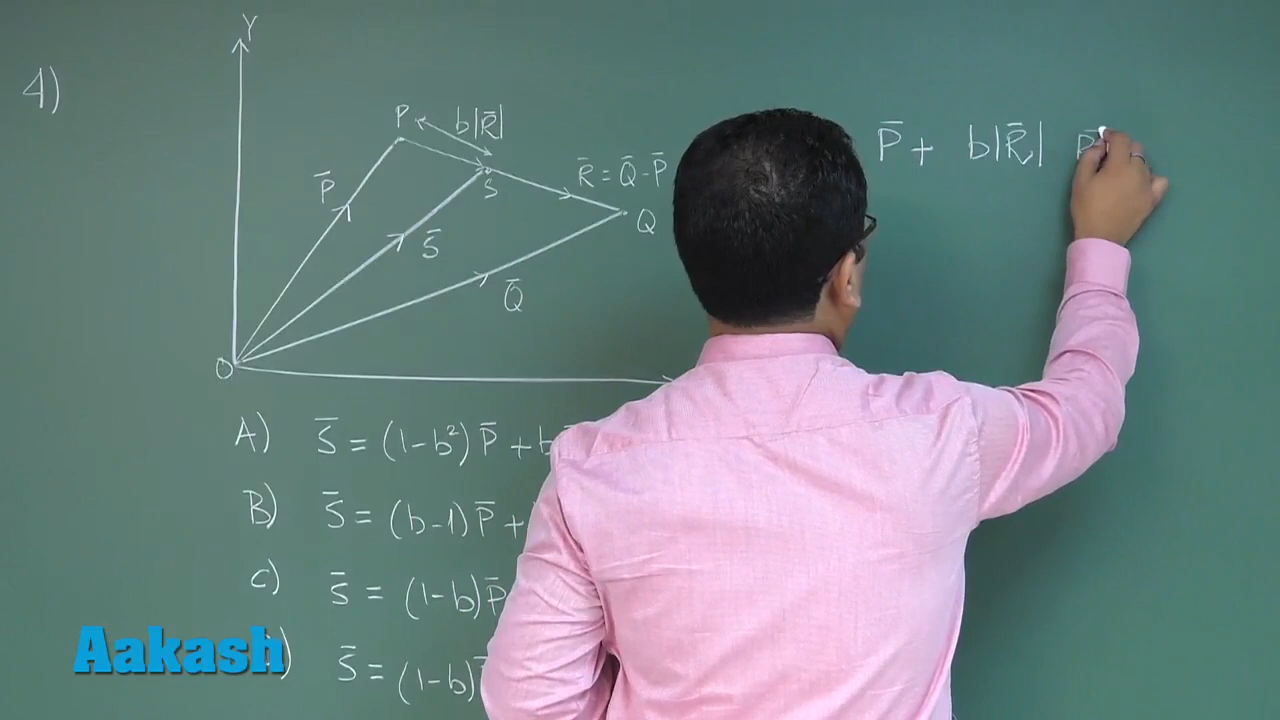 4)
Y
P
b|R̄|
P̄
S
R̄ = Q̄ - P̄
S̄
Q
Q̄
O
P̄ + b|R̄|
A) S̄ = (1-b²) P̄ + b
B) S̄ = (b-1) P̄ +
C) S̄ = (1-b) P̄
) S̄ = (1-b)
Aakash